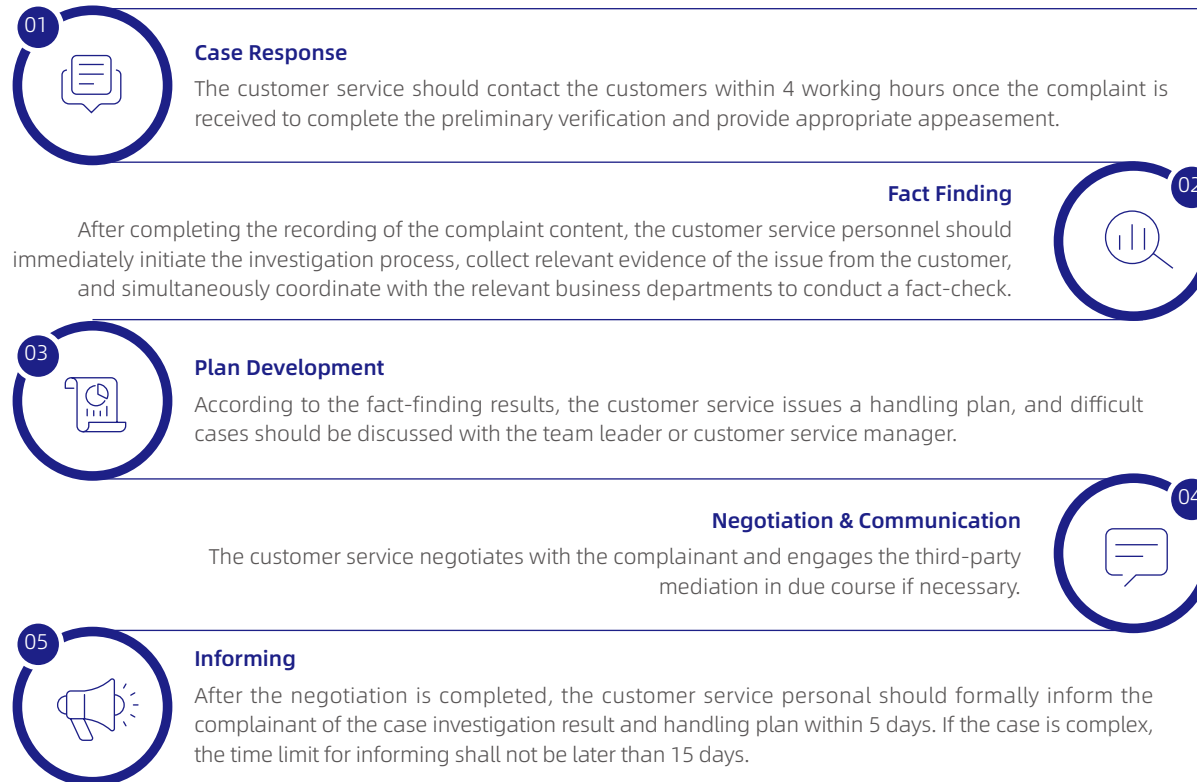 01
Case Response
The customer service should contact the customers within 4 working hours once the complaint is
received to complete the preliminary verification and provide appropriate appeasement.
02
Fact Finding
After completing the recording of the complaint content, the customer service personnel should
immediately initiate the investigation process, collect relevant evidence of the issue from the customer,
and simultaneously coordinate with the relevant business departments to conduct a fact-check.
03
Plan Development
According to the fact-finding results, the customer service issues a handling plan, and difficult
cases should be discussed with the team leader or customer service manager.
04
Negotiation & Communication
The customer service negotiates with the complainant and engages the third-party
mediation in due course if necessary.
05
Informing
After the negotiation is completed, the customer service personal should formally inform the
complainant of the case investigation result and handling plan within 5 days. If the case is complex,
the time limit for informing shall not be later than 15 days.